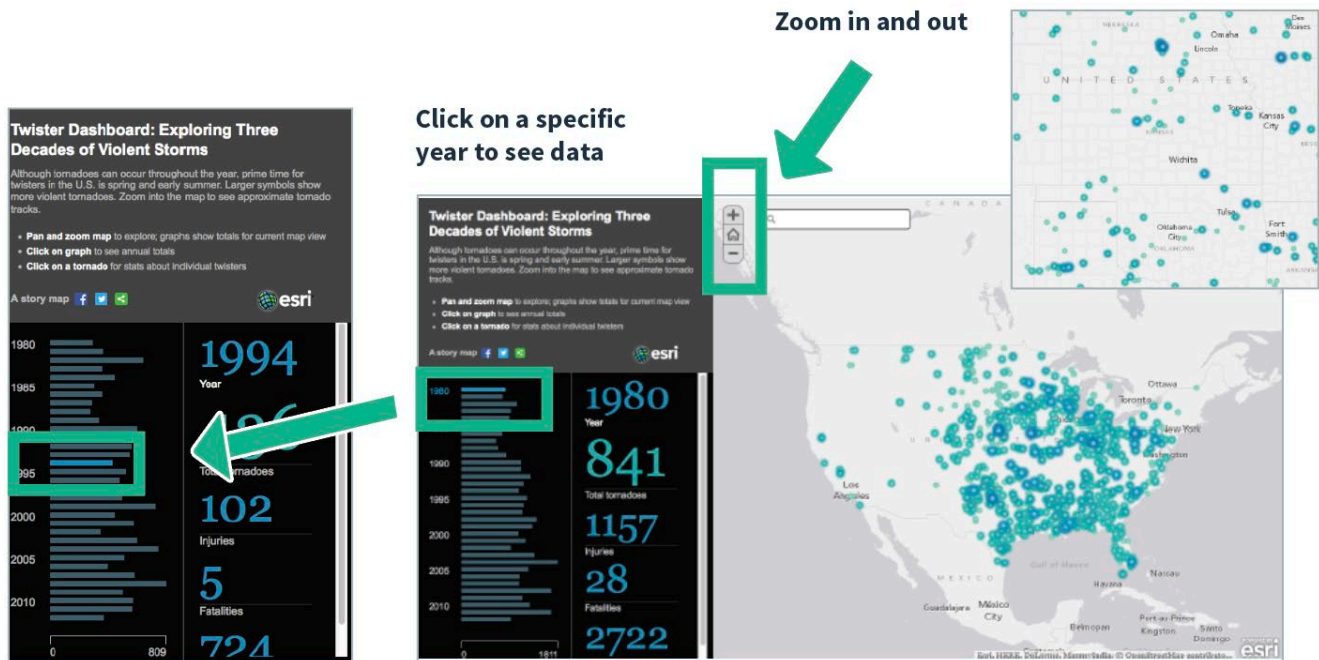 Zoom in and out
Click on a specific
year to see data
Twister Dashboard: Exploring Three
Decades of Violent Storms
Although tornadoes can occur throughout the year, prime time for
twisters in the U.S. is spring and early summer. Larger symbols show
more violent tornadoes. Zoom into the map to see approximate tornado
tracks.
Pan and zoom map to explore; graphs show totals for current map view
Click on graph to see annual totals
Click on a tornado for stats about individual twisters
A story map
esri
1980
1985
1990
1995
2000
2005
2010
0
809
1994
Year
Total tornadoes
102
Injuries
5
Fatalities
724
Twister Dashboard: Exploring Three
Decades of Violent Storms
Although tornadoes can occur throughout the year, prime time for
twisters in the U.S. is spring and early summer. Larger symbols show
more violent tornadoes. Zoom into the map to see approximate tornado
tracks.
Pan and zoom map to explore; graphs show totals for current map view
Click on graph to see annual totals
Click on a tornado for stats about individual twisters
A story map
esri
1980
1990
1995
2000
2005
2010
0
1811
1980
Year
841
Total tornadoes
1157
Injuries
28
Fatalities
2722
CANADA
Ottawa
Toronto
New York
Washington
Los
Angeles
Gulf of Mexico
MEXICO
Havana
Nassau
Guadalajara
México
City
Belmopan
Port-au-Prince
Kingston
Santo
Domingo
esri
NEBRASKA
Des
Moines
Omaha
Lincoln
UNITED STATES
Topeka
Kansas
City
KANSAS
Wichita
Tulsa
Oklahoma
City
OKLAHOMA
Fort
Smith